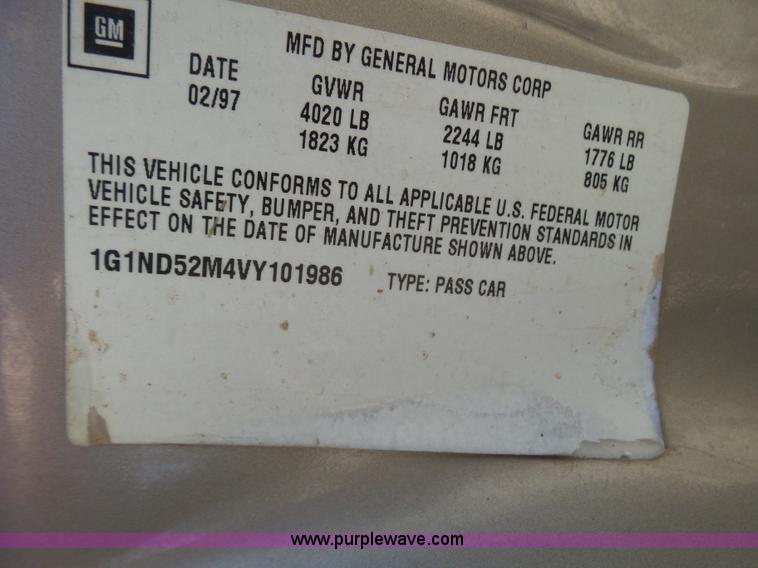 GM
MFD BY GENERAL MOTORS CORP
DATE GVWR GAWR FRT GAWR RR
02/97 4020 LB 2244 LB 1776 LB
1823 KG 1018 KG 805 KG
THIS VEHICLE CONFORMS TO ALL APPLICABLE U.S. FEDERAL MOTOR
VEHICLE SAFETY, BUMPER, AND THEFT PREVENTION STANDARDS IN
EFFECT ON THE DATE OF MANUFACTURE SHOWN ABOVE.
1G1ND52M4VY101986 TYPE: PASS CAR
www.purplewave.com